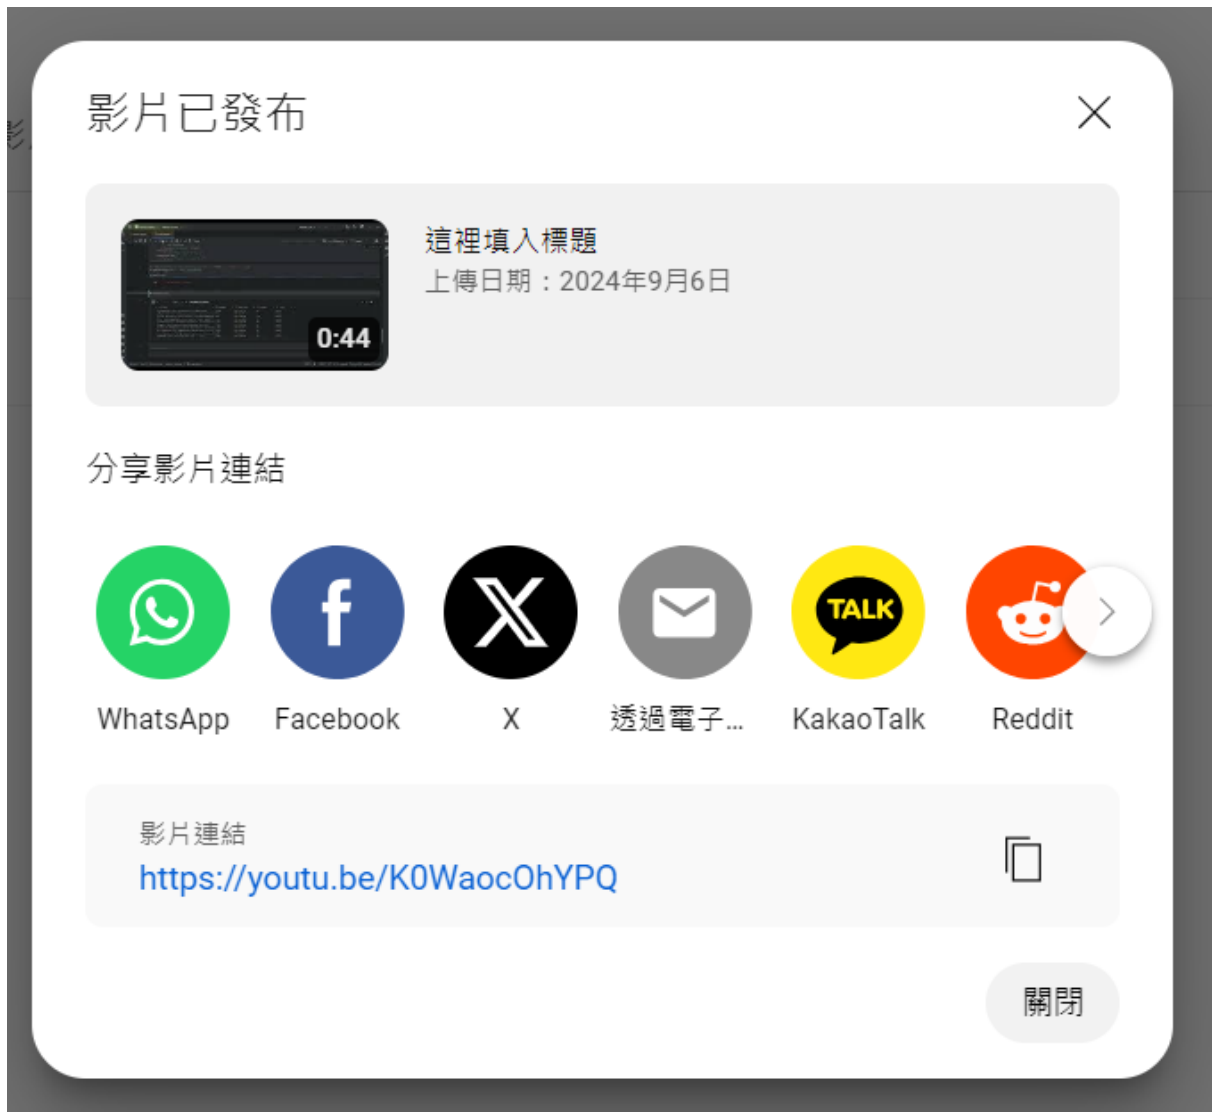 影片已發布
這裡填入標題
上傳日期：2024年9月6日
0:44
分享影片連結
TALK
WhatsApp
Facebook
X
透過電子...
KakaoTalk
Reddit
影片連結
https://youtu.be/K0WaocOhYPQ
關閉